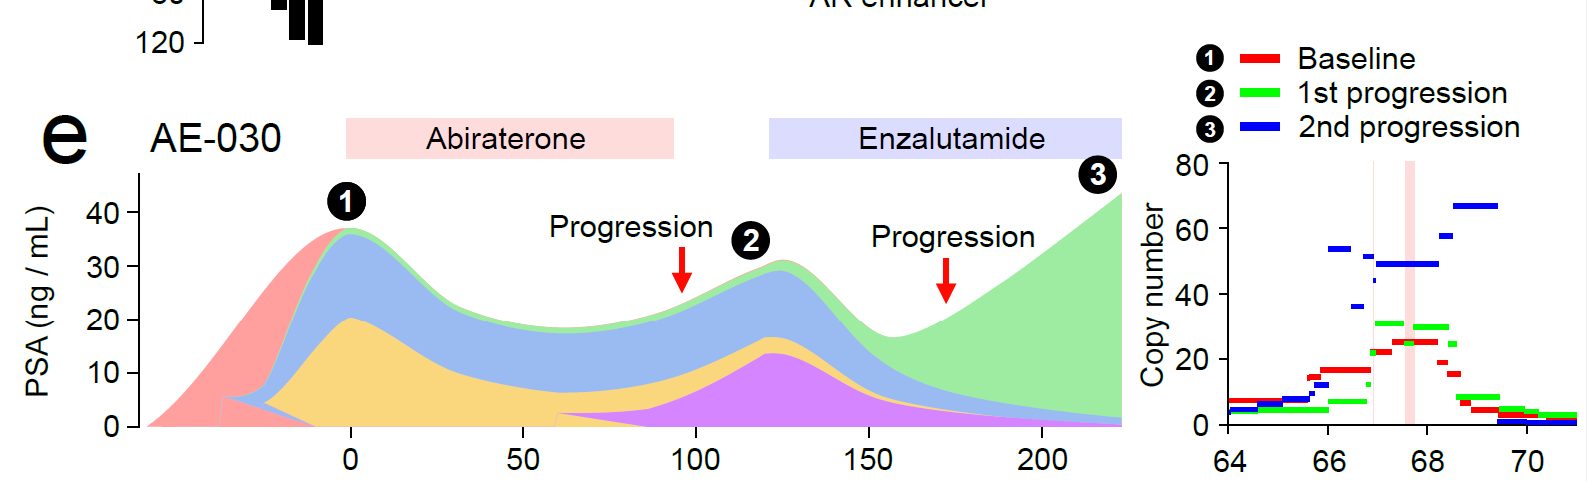 120
e AE-030
Abiraterone
Enzalutamide
1 Baseline
2 1st progression
3 2nd progression
PSA (ng / mL)
40
30
20
10
0
1
Progression
2
Progression
3
0 50 100 150 200
Copy number
80
60
40
20
0
64 66 68 70